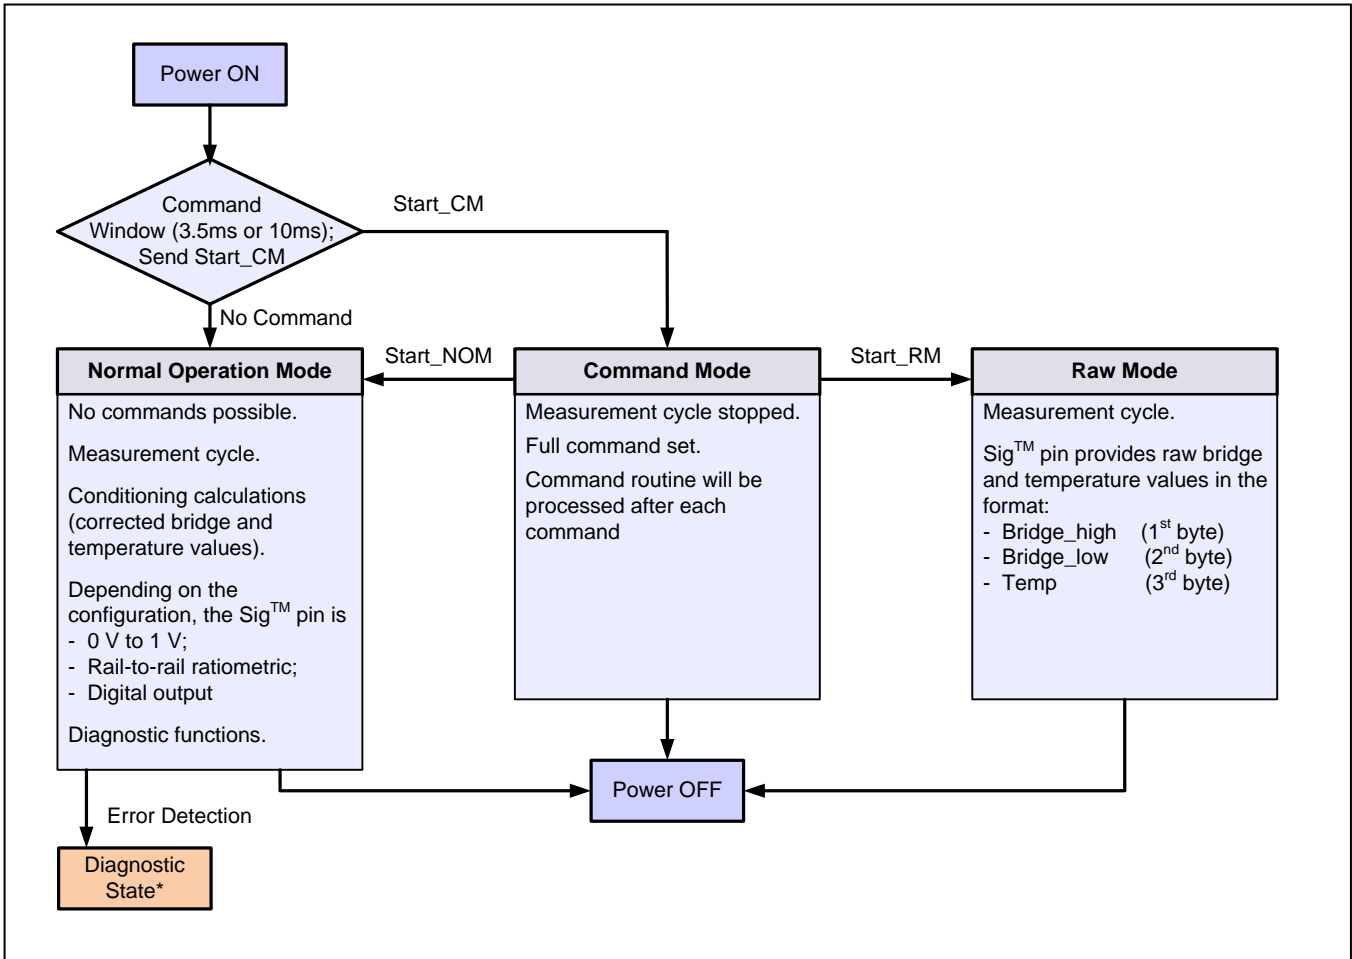 Power ON
Command
Window (3.5ms or 10ms);
Send Start_CM
Start_CM
No Command
Normal Operation Mode
No commands possible.
Measurement cycle.
Conditioning calculations
(corrected bridge and
temperature values).
Depending on the
configuration, the Sig™ pin is
- 0 V to 1 V;
- Rail-to-rail ratiometric;
- Digital output
Diagnostic functions.
Start_NOM
Command Mode
Measurement cycle stopped.
Full command set.
Command routine will be
processed after each
command
Start_RM
Raw Mode
Measurement cycle.
Sig™ pin provides raw bridge
and temperature values in the
format:
- Bridge_high (1st byte)
- Bridge_low (2nd byte)
- Temp (3rd byte)
Power OFF
Error Detection
Diagnostic
State*